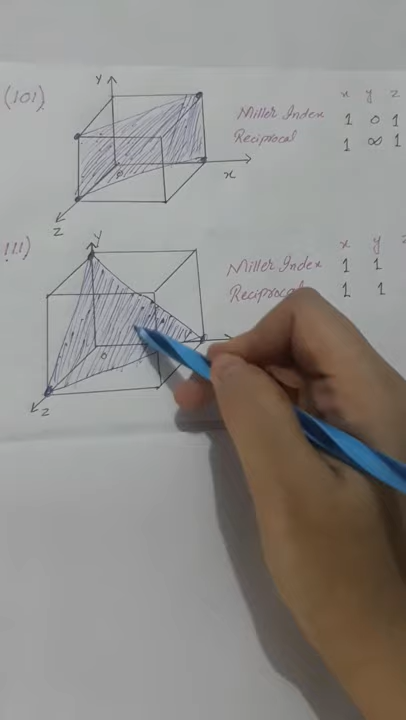 (101)
Y
x y z
Miller Index 1 0 1
Reciprocal 1 ∞ 1
o
x
z
111)
Y
x y z
Miller Index 1 1
Reciprocal 1 1
o
z